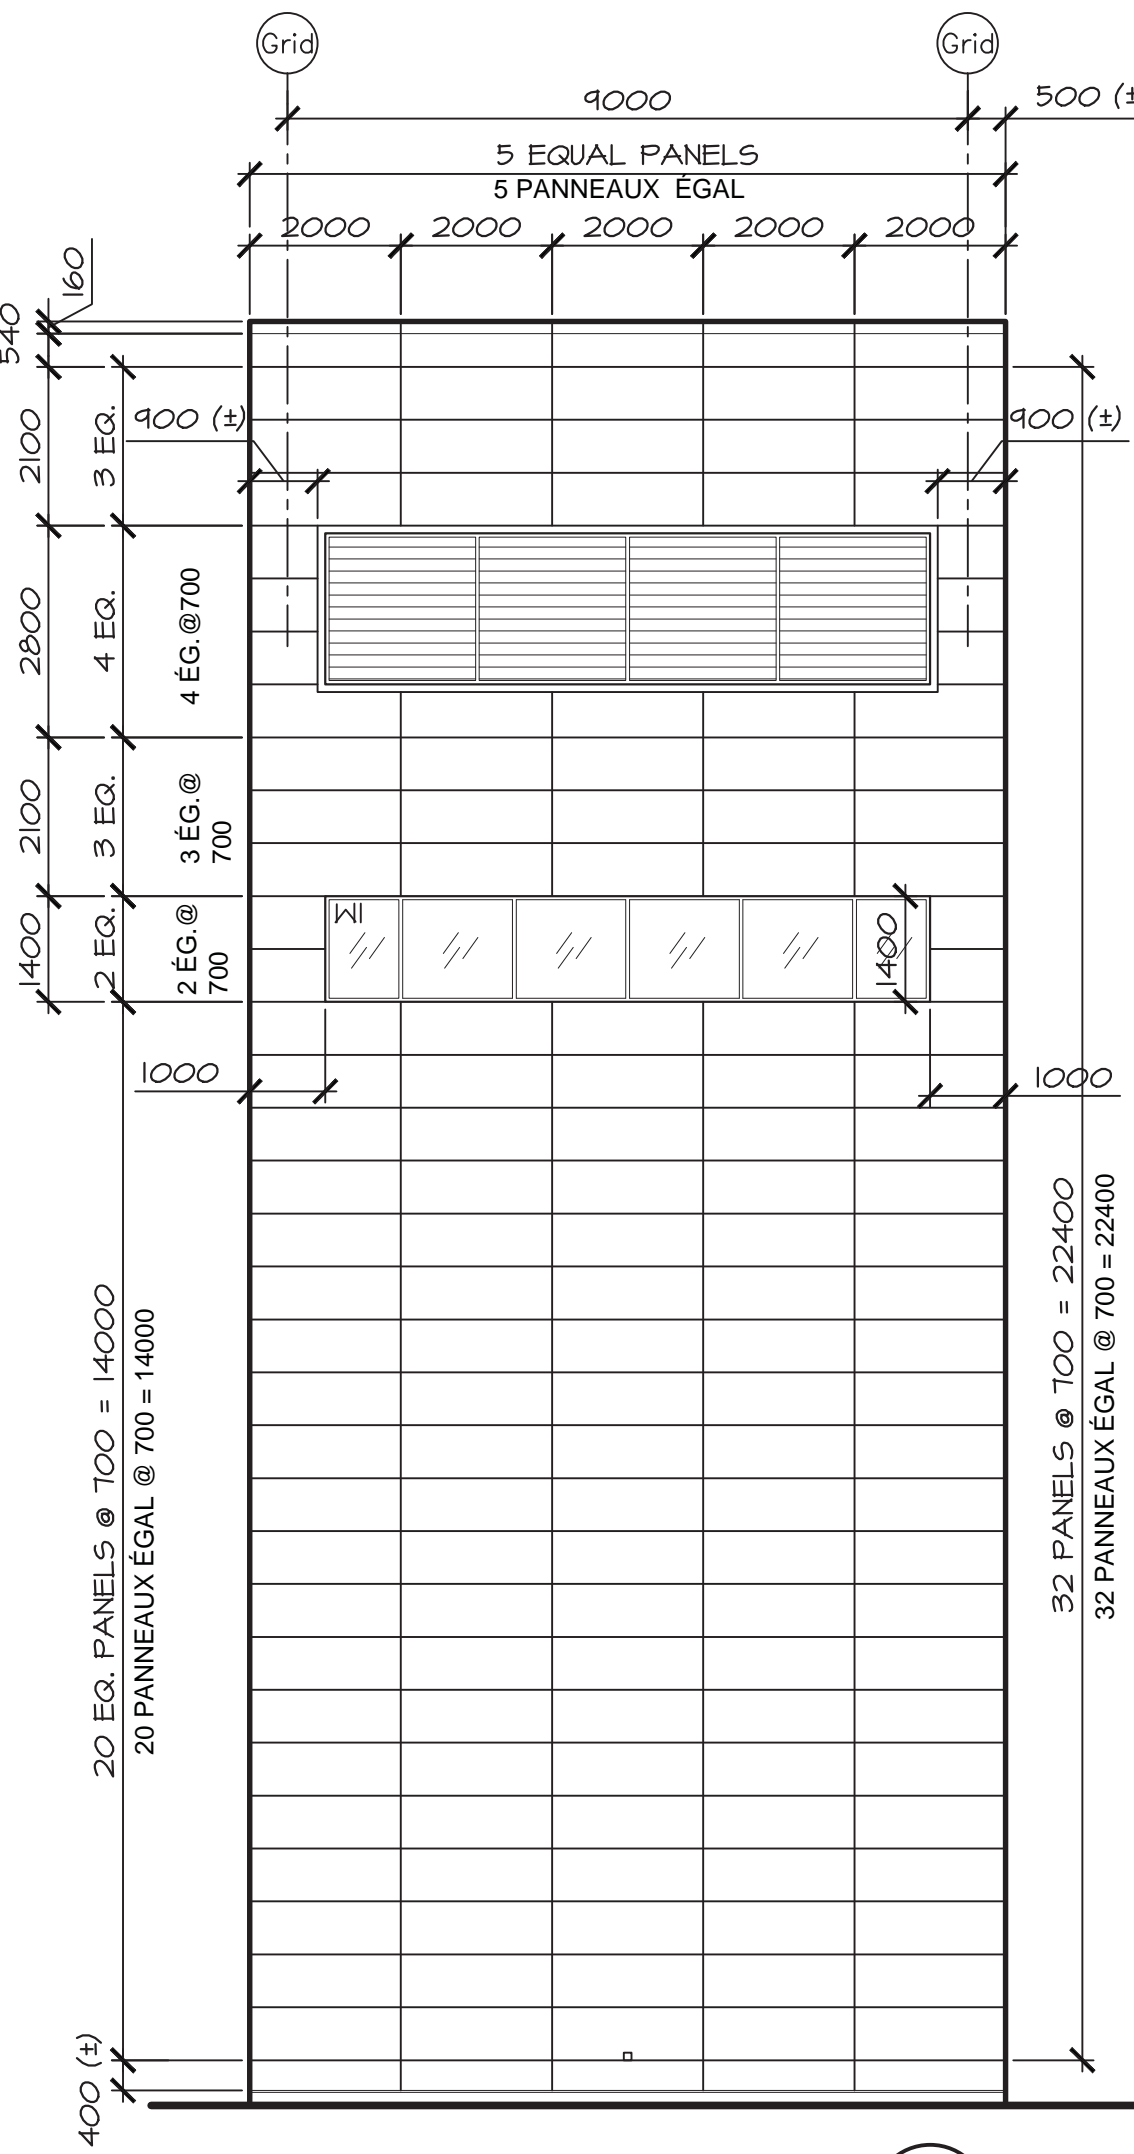 Grid
Grid
9000
500 (±
5 EQUAL PANELS
5 PANNEAUX ÉGAL
2000
2000
2000
2000
2000
160
540
2100
3 EQ.
900 (±)
900 (±)
2800
4 EQ.
4 ÉG.@700
2100
3 EQ.
3 ÉG.@
700
1400
2 EQ.
2 ÉG.@
700
1M
1400
1000
1000
20 EQ. PANELS @ 700 = 14000
20 PANNEAUX ÉGAL @ 700 = 14000
32 PANELS @ 700 = 22400
32 PANNEAUX ÉGAL @ 700 = 22400
400 (±)